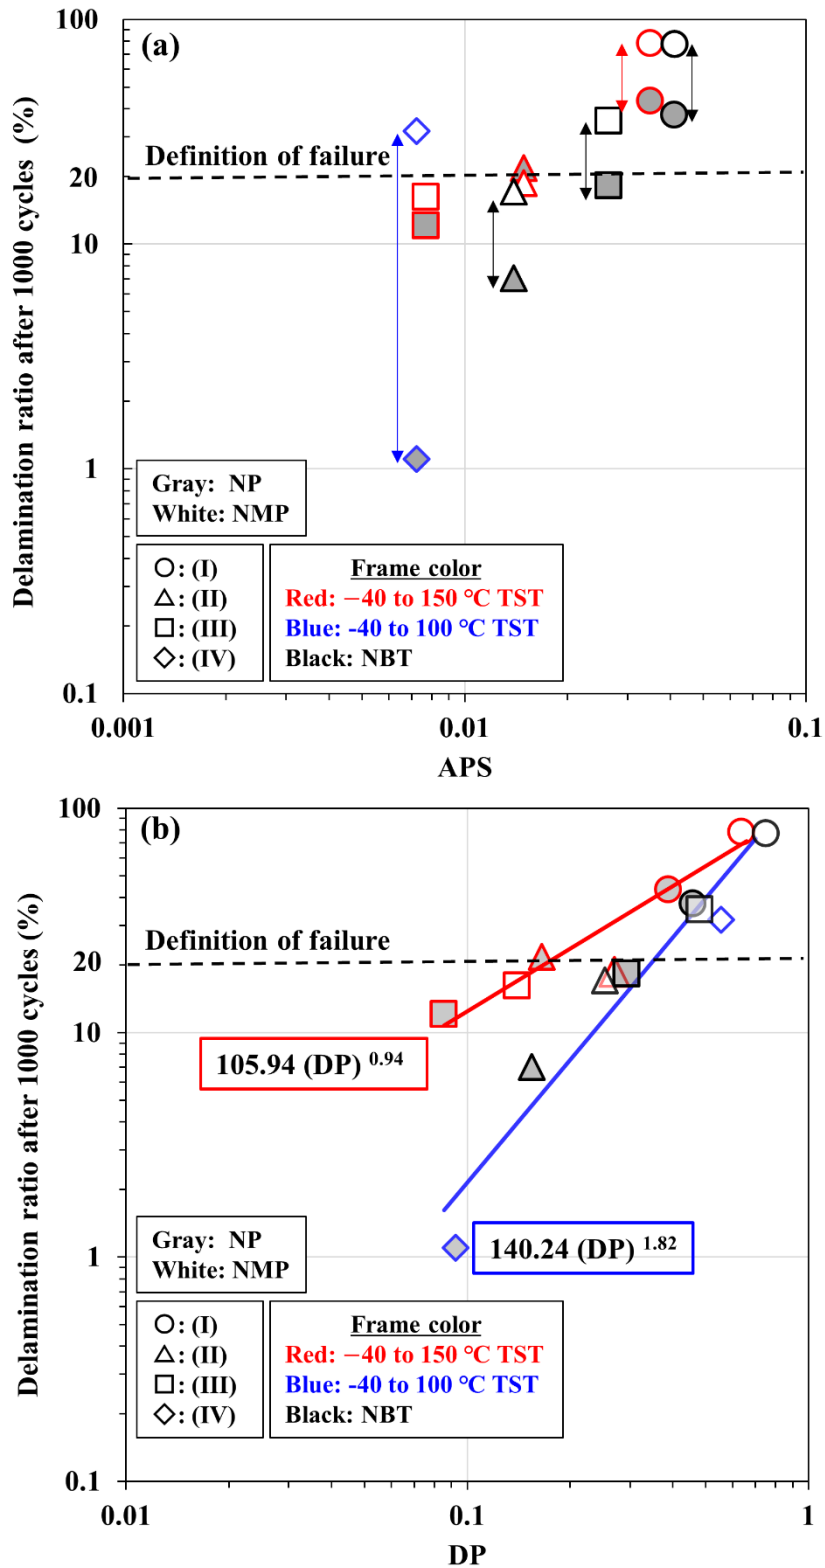 100
(a)
Definition of failure
20
10
1
0.1
Delamination ratio after 1000 cycles (%)
Gray: NP
White: NMP
○: (I)
△: (II)
□: (III)
◇: (IV)
Frame color
Red: −40 to 150 °C TST
Blue: -40 to 100 °C TST
Black: NBT
0.001
0.01
0.1
APS
100
(b)
Definition of failure
20
10
1
0.1
Delamination ratio after 1000 cycles (%)
105.94 (DP) 0.94
140.24 (DP) 1.82
Gray: NP
White: NMP
○: (I)
△: (II)
□: (III)
◇: (IV)
Frame color
Red: −40 to 150 °C TST
Blue: -40 to 100 °C TST
Black: NBT
0.01
0.1
1
DP